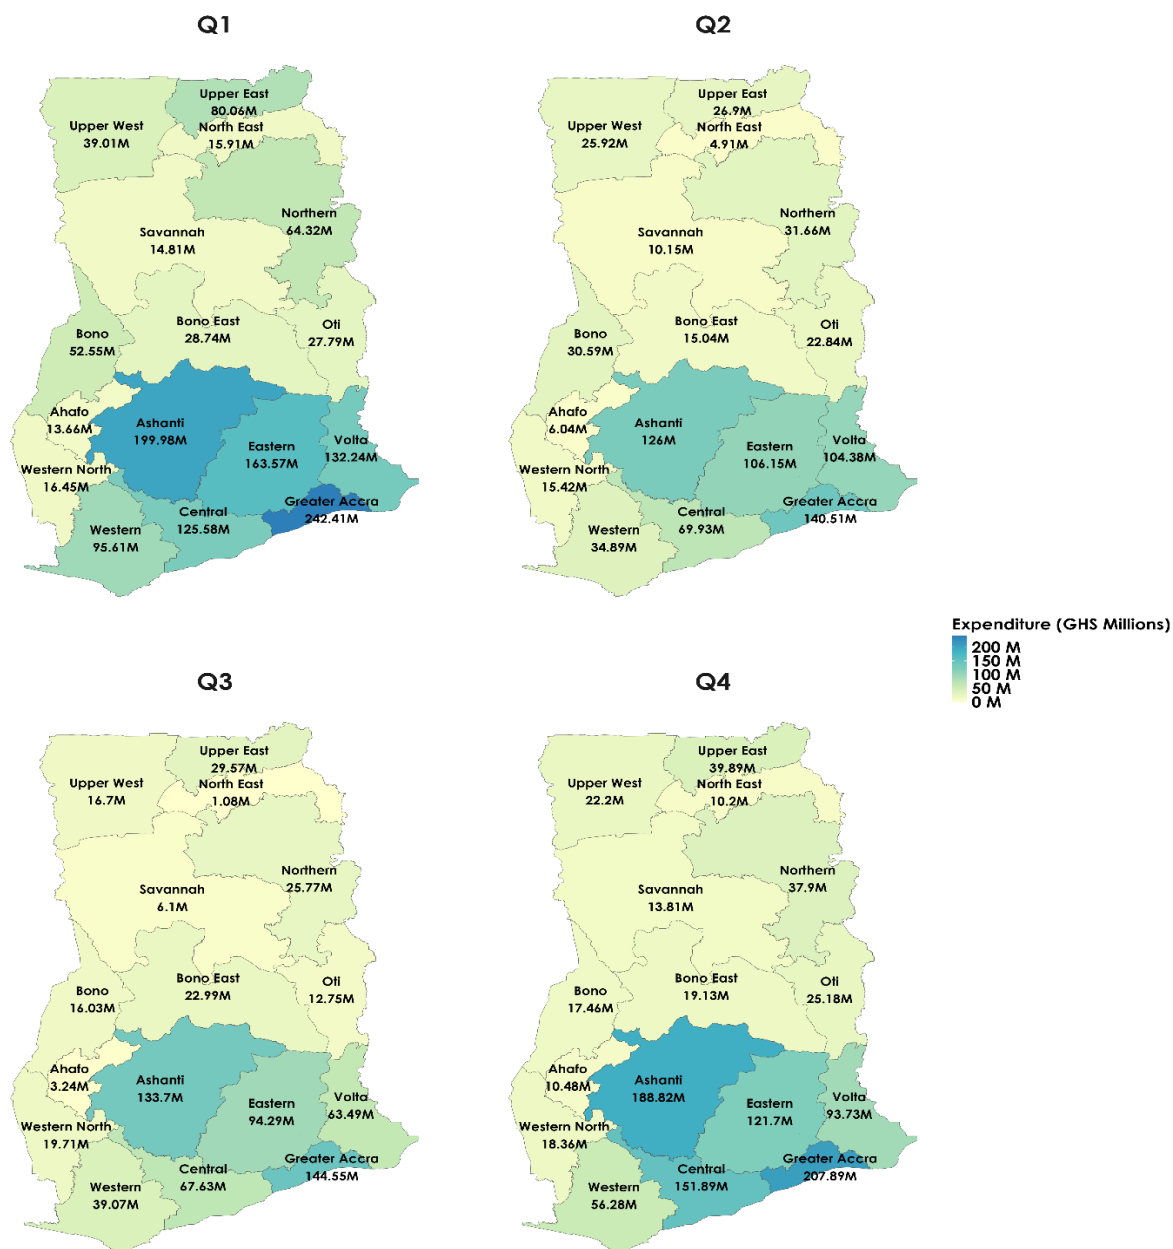 Q1
Upper East
80.06M
Upper West
39.01M
North East
15.91M
Northern
64.32M
Savannah
14.81M
Bono East
28.74M
Oti
27.79M
Bono
52.55M
Ahafo
13.66M
Ashanti
199.98M
Eastern
163.57M
Volta
132.24M
Western North
16.45M
Greater Accra
242.41M
Central
125.58M
Western
95.61M
Q2
Upper East
26.9M
Upper West
25.92M
North East
4.91M
Northern
31.66M
Savannah
10.15M
Bono East
15.04M
Oti
22.84M
Bono
30.59M
Ahafo
6.04M
Ashanti
126M
Eastern
106.15M
Volta
104.38M
Western North
15.42M
Greater Accra
140.51M
Central
69.93M
Western
34.89M
Expenditure (GHS Millions)
200 M
150 M
100 M
50 M
0 M
Q3
Upper East
29.57M
Upper West
16.7M
North East
1.08M
Northern
25.77M
Savannah
6.1M
Bono East
22.99M
Oti
12.75M
Bono
16.03M
Ahafo
3.24M
Ashanti
133.7M
Eastern
94.29M
Volta
63.49M
Western North
19.71M
Greater Accra
144.55M
Central
67.63M
Western
39.07M
Q4
Upper East
39.89M
Upper West
22.2M
North East
10.2M
Northern
37.9M
Savannah
13.81M
Bono East
19.13M
Oti
25.18M
Bono
17.46M
Ahafo
10.48M
Ashanti
188.82M
Eastern
121.7M
Volta
93.73M
Western North
18.36M
Greater Accra
207.89M
Central
151.89M
Western
56.28M